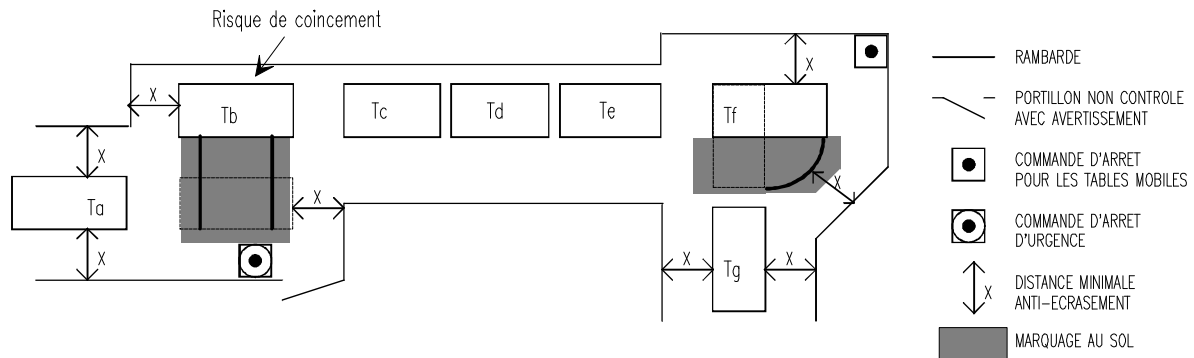 Risque de coincement
X
Tb
Tc
Td
Te
Tf
X
X
Ta
X
X
X
Tg
X
X
X
RAMBARDE
PORTILLON NON CONTROLE
AVEC AVERTISSEMENT
COMMANDE D'ARRET
POUR LES TABLES MOBILES
COMMANDE D'ARRET
D'URGENCE
X
DISTANCE MINIMALE
ANTI-ECRASEMENT
MARQUAGE AU SOL